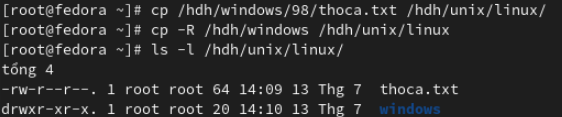 [root@fedora ~]# cp /hdh/windows/98/thoca.txt /hdh/unix/linux/
[root@fedora ~]# cp -R /hdh/windows /hdh/unix/linux
[root@fedora ~]# ls -l /hdh/unix/linux/
tổng 4
-rw-r--r--. 1 root root 64 14:09 13 Thg 7 thoca.txt
drwxr-xr-x. 1 root root 20 14:10 13 Thg 7 windows